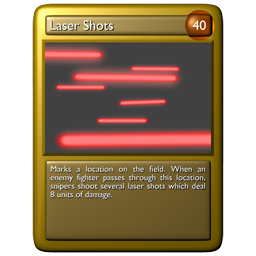 Laser Shots
40
Marks a location on the field. When an
enemy fighter passes through this location,
snipers shoot several laser shots which deal
8 units of damage.